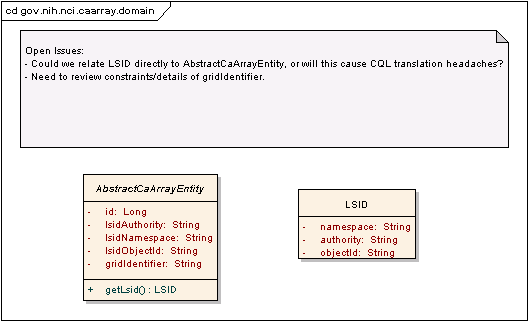 cd gov.nih.nci.caarray.domain
Open Issues:
- Could we relate LSID directly to AbstractCaArrayEntity, or will this cause CQL translation headaches?
- Need to review constraints/details of gridIdentifier.
AbstractCaArrayEntity
- id: Long
- lsidAuthority: String
- lsidNamespace: String
- lsidObjectId: String
- gridIdentifier: String
+ getLsid() : LSID
LSID
- namespace: String
- authority: String
- objectId: String